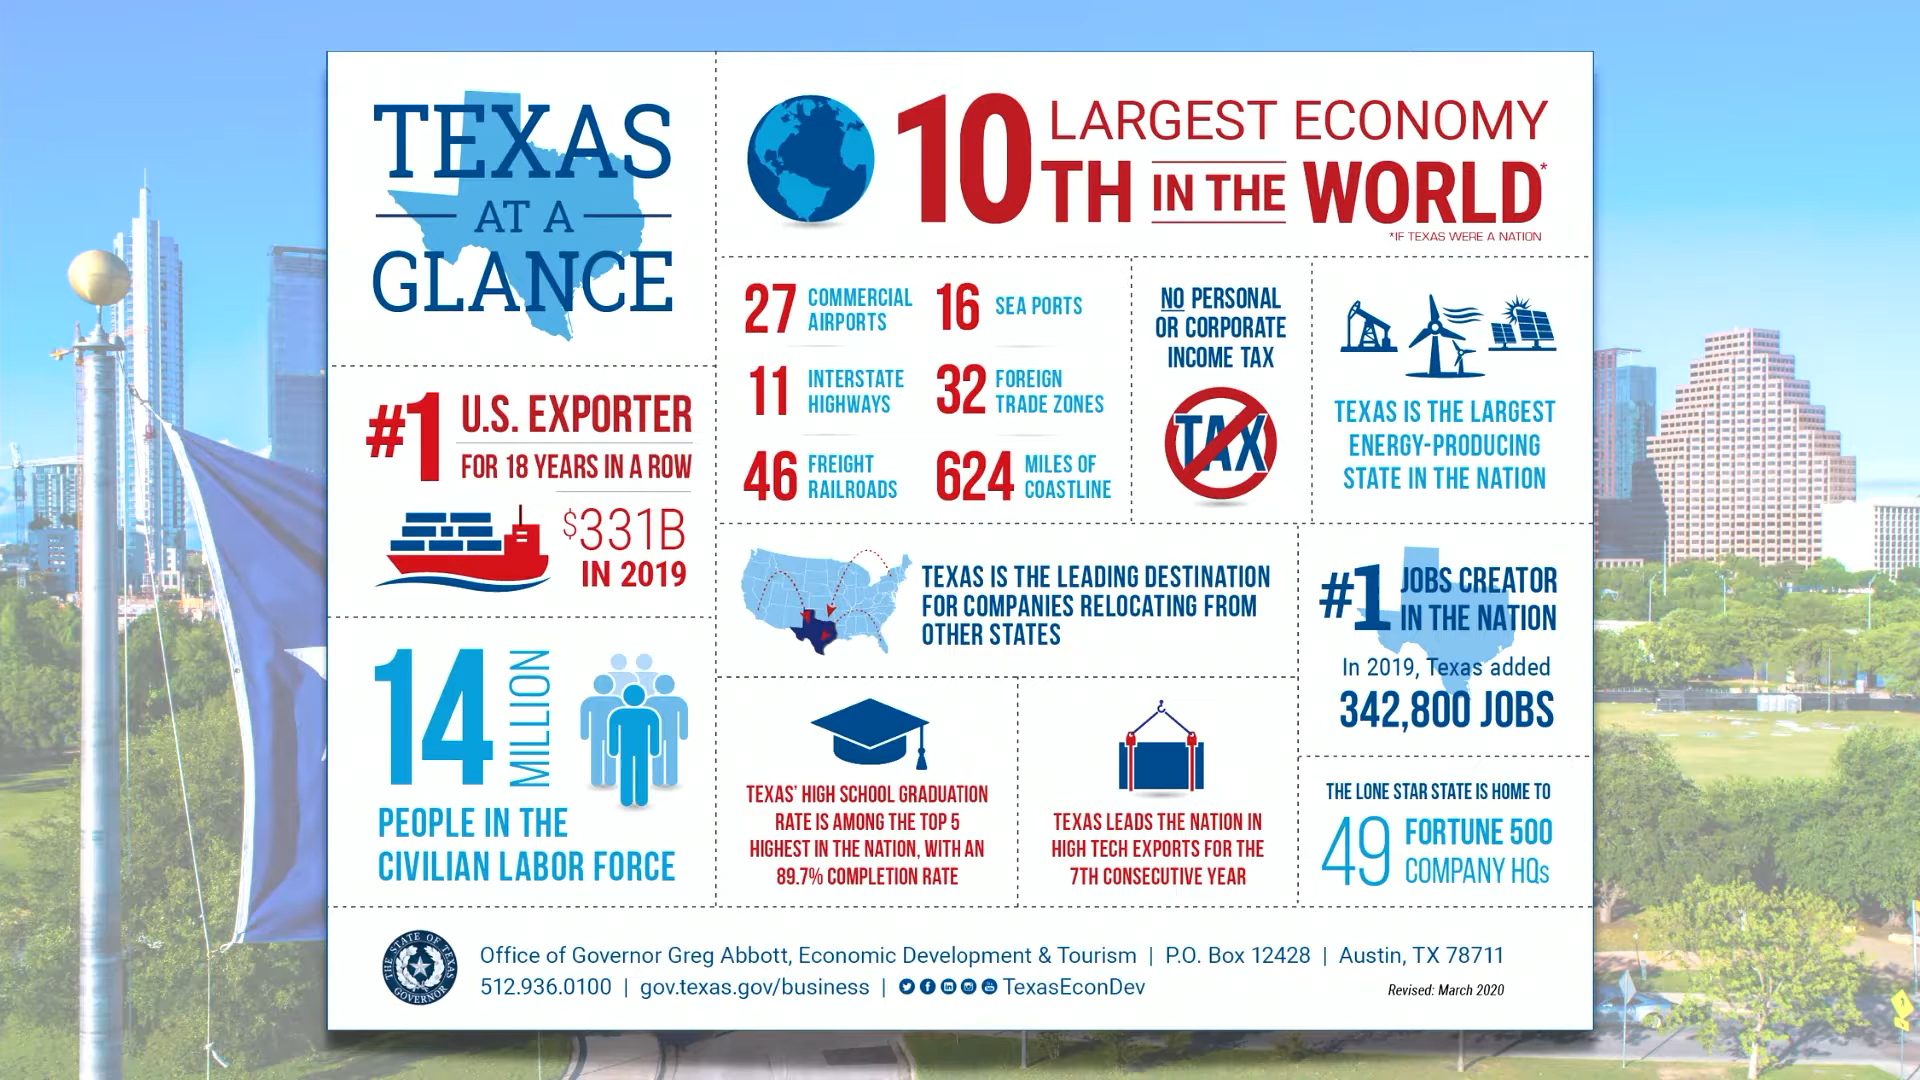 TEXAS
AT A
GLANCE
10TH LARGEST ECONOMY
IN THE WORLD*
*IF TEXAS WERE A NATION
#1 U.S. EXPORTER
FOR 18 YEARS IN A ROW
$331B
IN 2019
14 MILLION
PEOPLE IN THE
CIVILIAN LABOR FORCE
27 COMMERCIAL
AIRPORTS
16 SEA PORTS
11 INTERSTATE
HIGHWAYS
32 FOREIGN
TRADE ZONES
46 FREIGHT
RAILROADS
624 MILES OF
COASTLINE
NO PERSONAL
OR CORPORATE
INCOME TAX
TAX
TEXAS IS THE LARGEST
ENERGY-PRODUCING
STATE IN THE NATION
TEXAS IS THE LEADING DESTINATION
FOR COMPANIES RELOCATING FROM
OTHER STATES
#1 JOBS CREATOR
IN THE NATION
In 2019, Texas added
342,800 JOBS
TEXAS' HIGH SCHOOL GRADUATION
RATE IS AMONG THE TOP 5
HIGHEST IN THE NATION, WITH AN
89.7% COMPLETION RATE
TEXAS LEADS THE NATION IN
HIGH TECH EXPORTS FOR THE
7TH CONSECUTIVE YEAR
THE LONE STAR STATE IS HOME TO
49 FORTUNE 500
COMPANY HQs
THE STATE OF TEXAS
GOVERNOR
Office of Governor Greg Abbott, Economic Development & Tourism | P.O. Box 12428 | Austin, TX 78711
512.936.0100 | gov.texas.gov/business | TexasEconDev
Revised: March 2020